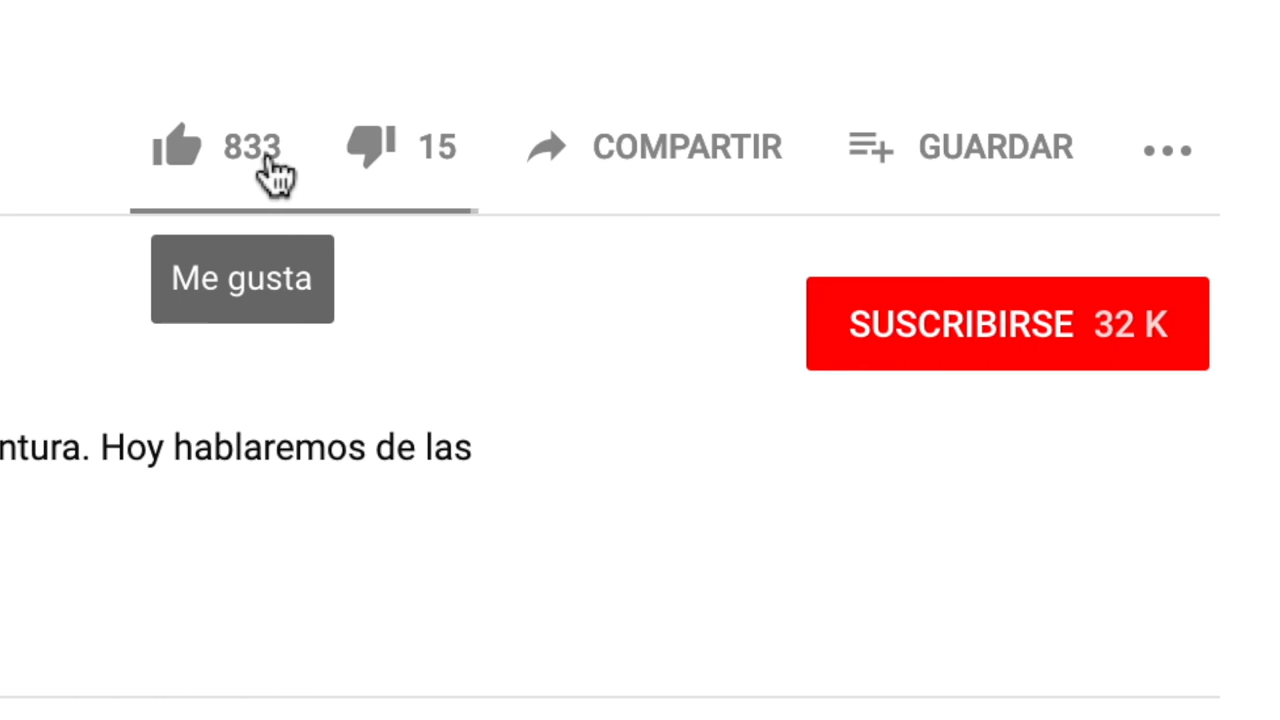 833 15 COMPARTIR GUARDAR
Me gusta
SUSCRIBIRSE 32 K
ntura. Hoy hablaremos de las